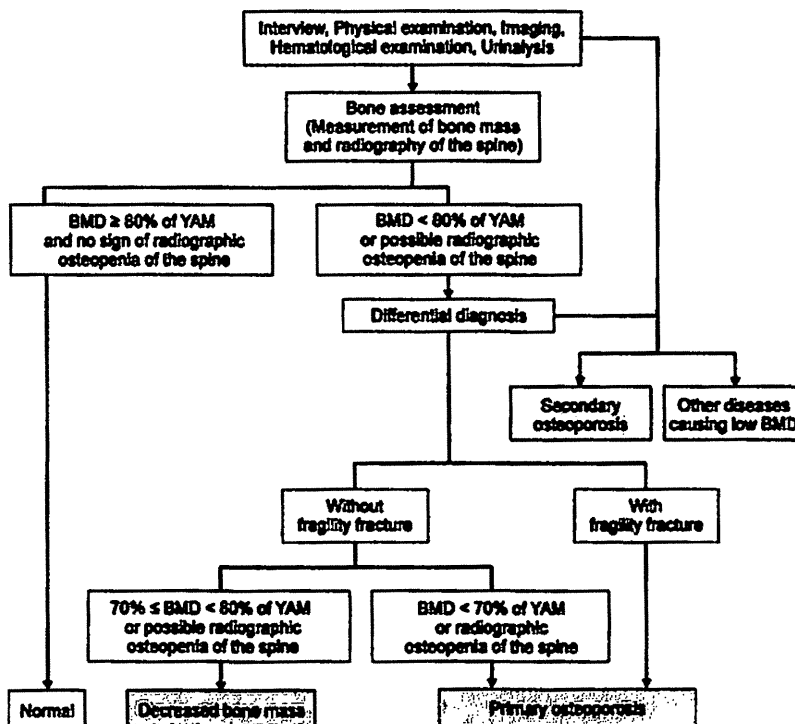 Interview, Physical examination, Imaging,
Hematological examination, Urinalysis
Bone assessment
(Measurement of bone mass
and radiography of the spine)
BMD ≥ 80% of YAM
and no sign of radiographic
osteopenia of the spine
BMD < 80% of YAM
or possible radiographic
osteopenia of the spine
Differential diagnosis
Secondary
osteoporosis
Other diseases
causing low BMD
Without
fragility fracture
With
fragility fracture
70% ≤ BMD < 80% of YAM
or possible radiographic
osteopenia of the spine
BMD < 70% of YAM
or radiographic
osteopenia of the spine
Normal
Decreased bone mass
Primary osteoporosis